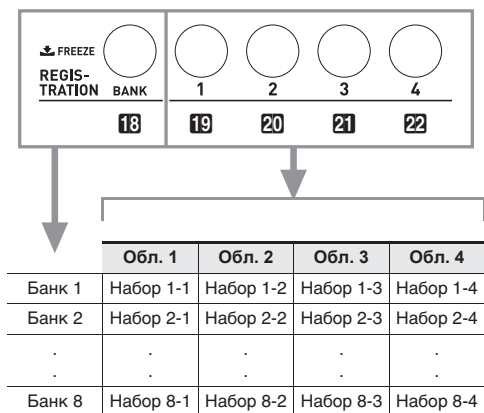 FREEZE
REGIS-
TRATION BANK 1 2 3 4
18 19 20 21 22
Обл. 1 Обл. 2 Обл. 3 Обл. 4
Банк 1 Набор 1-1 Набор 1-2 Набор 1-3 Набор 1-4
Банк 2 Набор 2-1 Набор 2-2 Набор 2-3 Набор 2-4
. . . . .
. . . . .
Банк 8 Набор 8-1 Набор 8-2 Набор 8-3 Набор 8-4